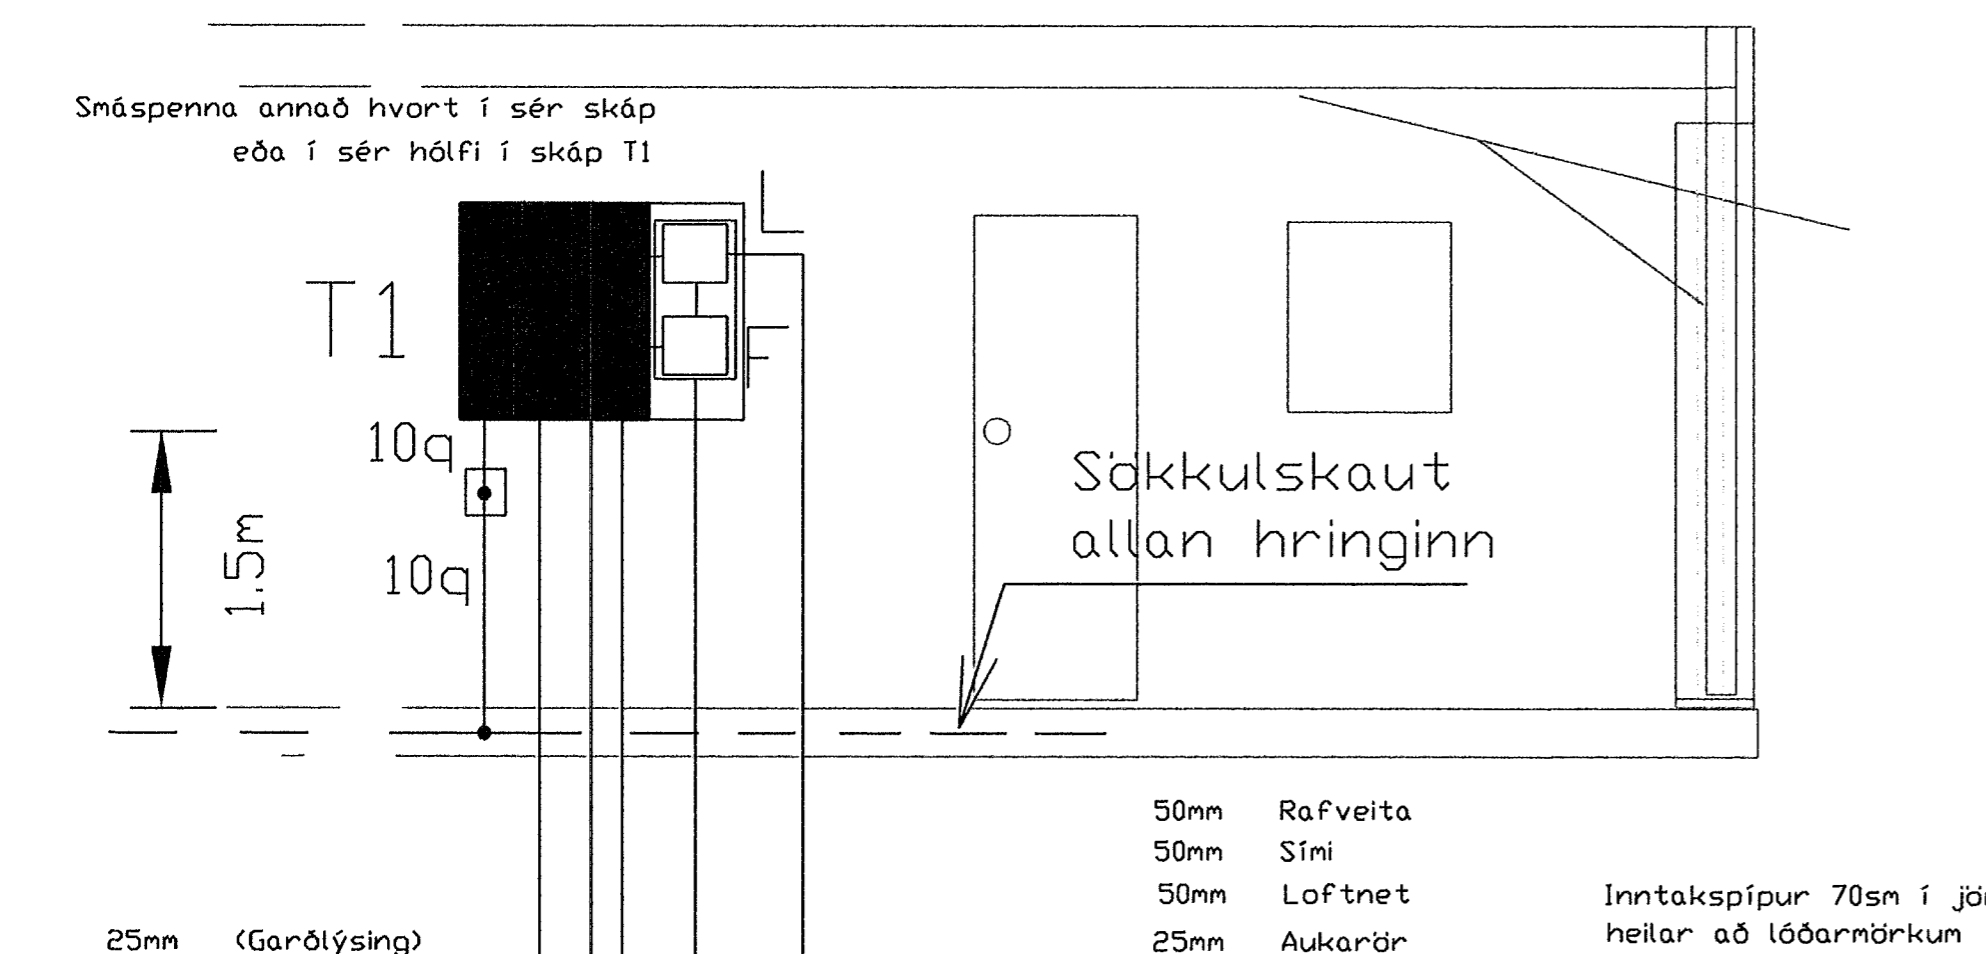 Smáspenna annað hvort í sér skáp
eða í sér hólfi í skáp T1
T1
10q
1.5m
10q
Sökkulskaut
allan hringinn
50mm Rafveita
50mm Sími
50mm Loftnet
25mm Aukarör
25mm (Garðlýsing)
Inntakspípur 70sm í
heilar að lóðarmörkum